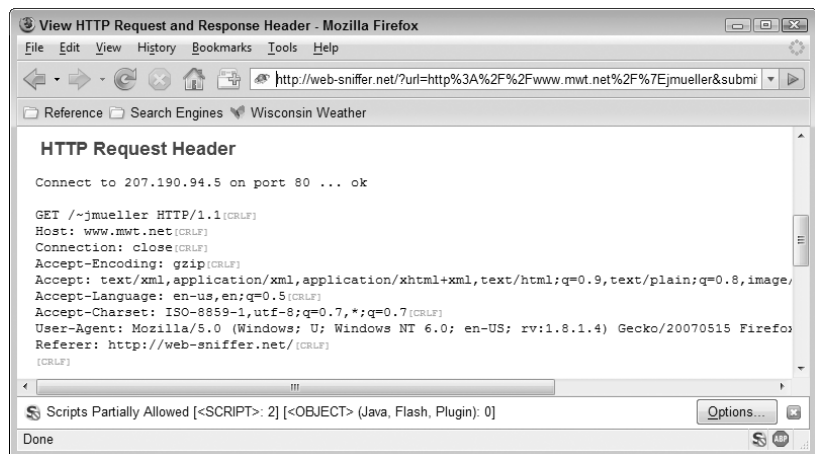 View HTTP Request and Response Header - Mozilla Firefox
File Edit View History Bookmarks Tools Help
http://web-sniffer.net/?url=http%3A%2F%2Fwww.mwt.net%2F%7Ejmueller&submi
Reference Search Engines Wisconsin Weather
HTTP Request Header
Connect to 207.190.94.5 on port 80 ... ok
GET /~jmueller HTTP/1.1[CRLF]
Host: www.mwt.net[CRLF]
Connection: close[CRLF]
Accept-Encoding: gzip[CRLF]
Accept: text/xml,application/xml,application/xhtml+xml,text/html;q=0.9,text/plain;q=0.8,image/
Accept-Language: en-us,en;q=0.5[CRLF]
Accept-Charset: ISO-8859-1,utf-8;q=0.7,*;q=0.7[CRLF]
User-Agent: Mozilla/5.0 (Windows; U; Windows NT 6.0; en-US; rv:1.8.1.4) Gecko/20070515 Firefox
Referer: http://web-sniffer.net/[CRLF]
[CRLF]
Scripts Partially Allowed [<SCRIPT>: 2] [<OBJECT> (Java, Flash, Plugin): 0] Options...
Done ABP